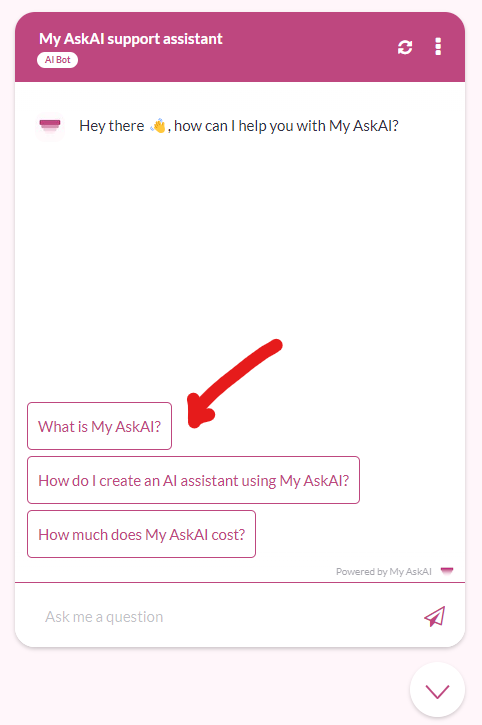 My AskAI support assistant
AI Bot
Hey there 👋, how can I help you with My AskAI?
What is My AskAI?
How do I create an AI assistant using My AskAI?
How much does My AskAI cost?
Powered by My AskAI
Ask me a question